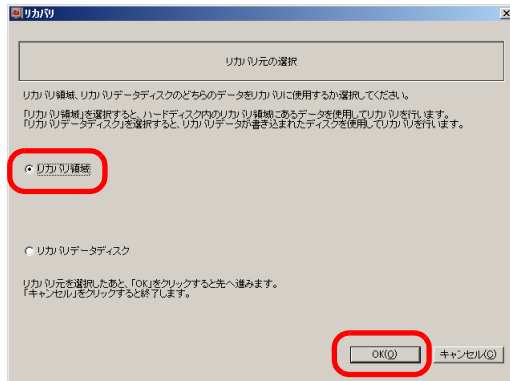 リカバリ
リカバリ元の選択
リカバリ領域、リカバリデータディスクのどちらのデータをリカバリに使用するか選択してください。
「リカバリ領域」を選択すると、ハードディスク内のリカバリ領域にあるデータを使用してリカバリを行います。
「リカバリデータディスク」を選択すると、リカバリデータが書き込まれたディスクを使用してリカバリを行います。
リカバリ領域
リカバリデータディスク
リカバリ元を選択したあと、「OK」をクリックすると先へ進みます。
「キャンセル」をクリックすると終了します。
OK(O) キャンセル(C)